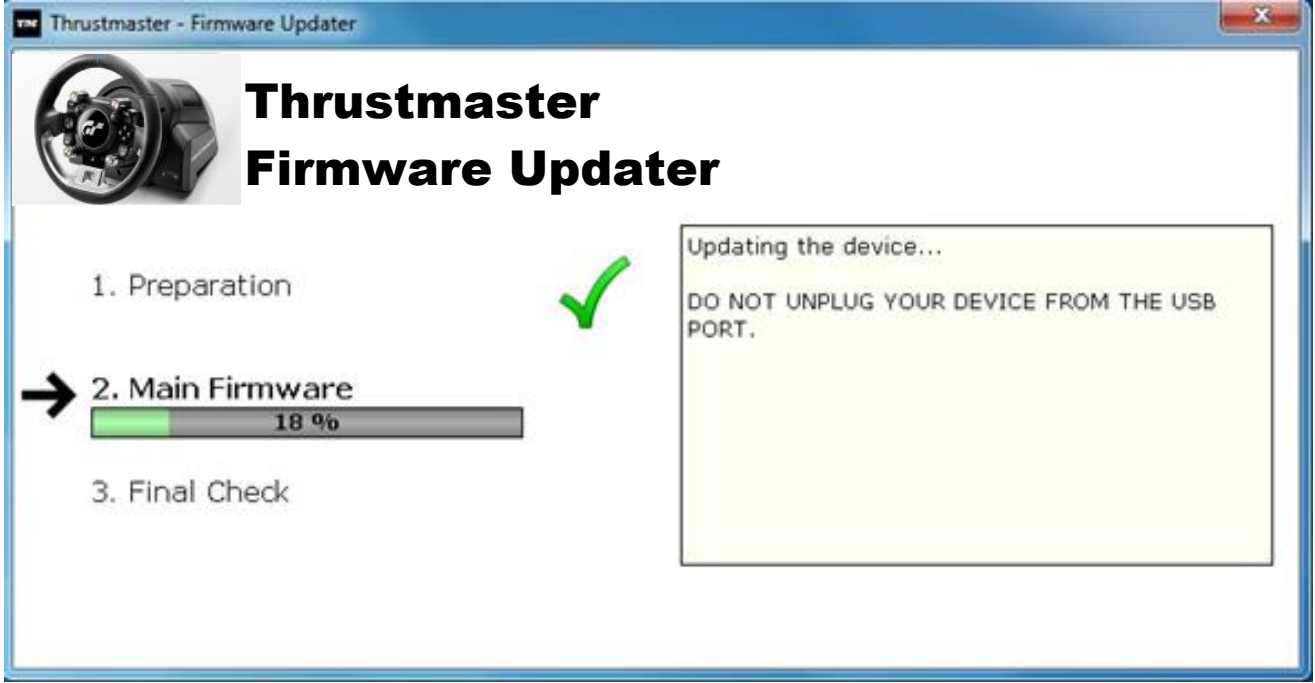 Thrustmaster - Firmware Updater
Thrustmaster
Firmware Updater
1. Preparation
2. Main Firmware
18 %
3. Final Check
Updating the device...
DO NOT UNPLUG YOUR DEVICE FROM THE USB
PORT.